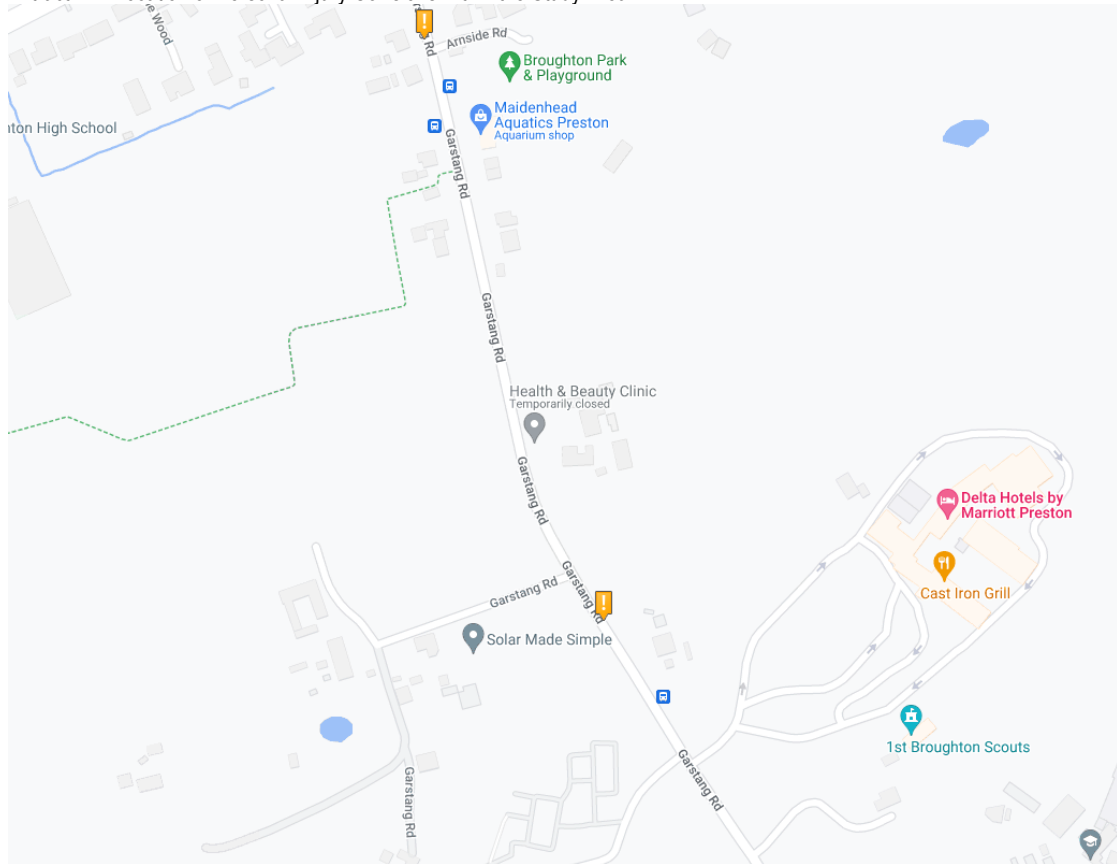 Arnside Rd
Broughton Park
& Playground
Maidenhead
Aquatics Preston
Aquarium shop
nton High School
Garstang Rd
Garstang Rd
Health & Beauty Clinic
Temporarily closed
Garstang Rd
Delta Hotels by
Marriott Preston
Garstang Rd
Garstang Rd
Cast Iron Grill
Solar Made Simple
1st Broughton Scouts
Garstang Rd
Garstang Rd